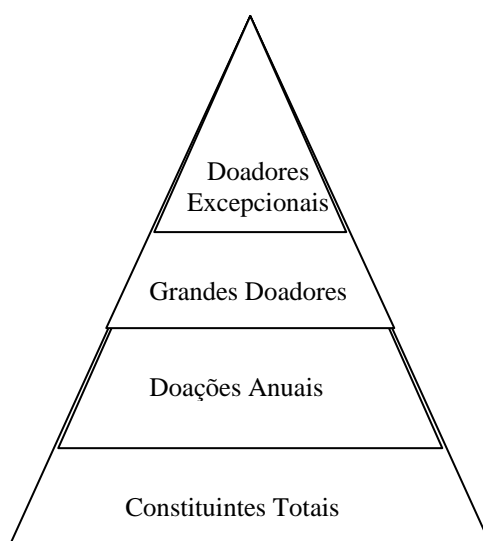 Doadores
Excepcionais
Grandes Doadores
Doações Anuais
Constituintes Totais